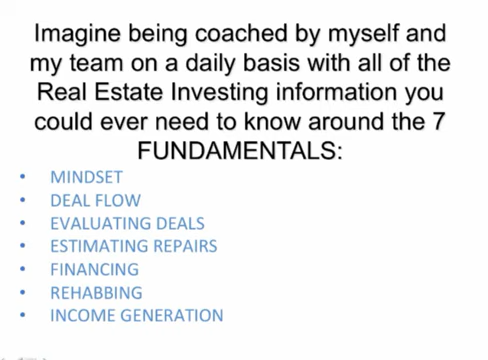 Imagine being coached by myself and
my team on a daily basis with all of the
Real Estate Investing information you
could ever need to know around the 7
FUNDAMENTALS:
• MINDSET
• DEAL FLOW
• EVALUATING DEALS
• ESTIMATING REPAIRS
• FINANCING
• REHABBING
• INCOME GENERATION